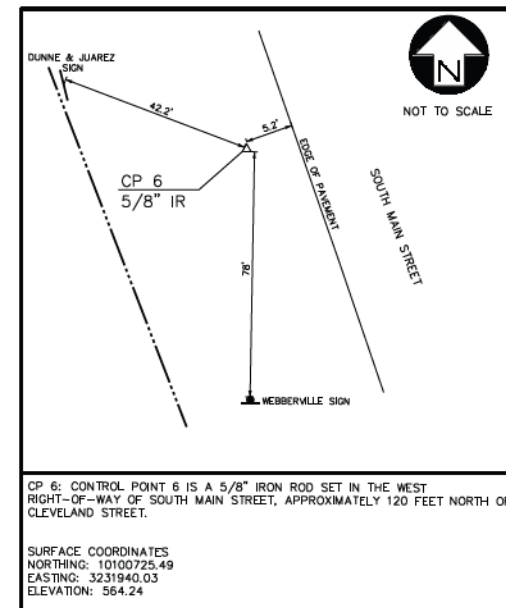 DUNNE & JUAREZ
SIGN
42.2'
5.2'
N
NOT TO SCALE
CP 6
5/8" IR
EDGE OF PAVEMENT
SOUTH MAIN STREET
78'
WEBBERVILLE SIGN
CP 6: CONTROL POINT 6 IS A 5/8" IRON ROD SET IN THE WEST
RIGHT-OF-WAY OF SOUTH MAIN STREET, APPROXIMATELY 120 FEET NORTH OF
CLEVELAND STREET.
SURFACE COORDINATES
NORTHING: 10100725.49
EASTING: 3231940.03
ELEVATION: 564.24